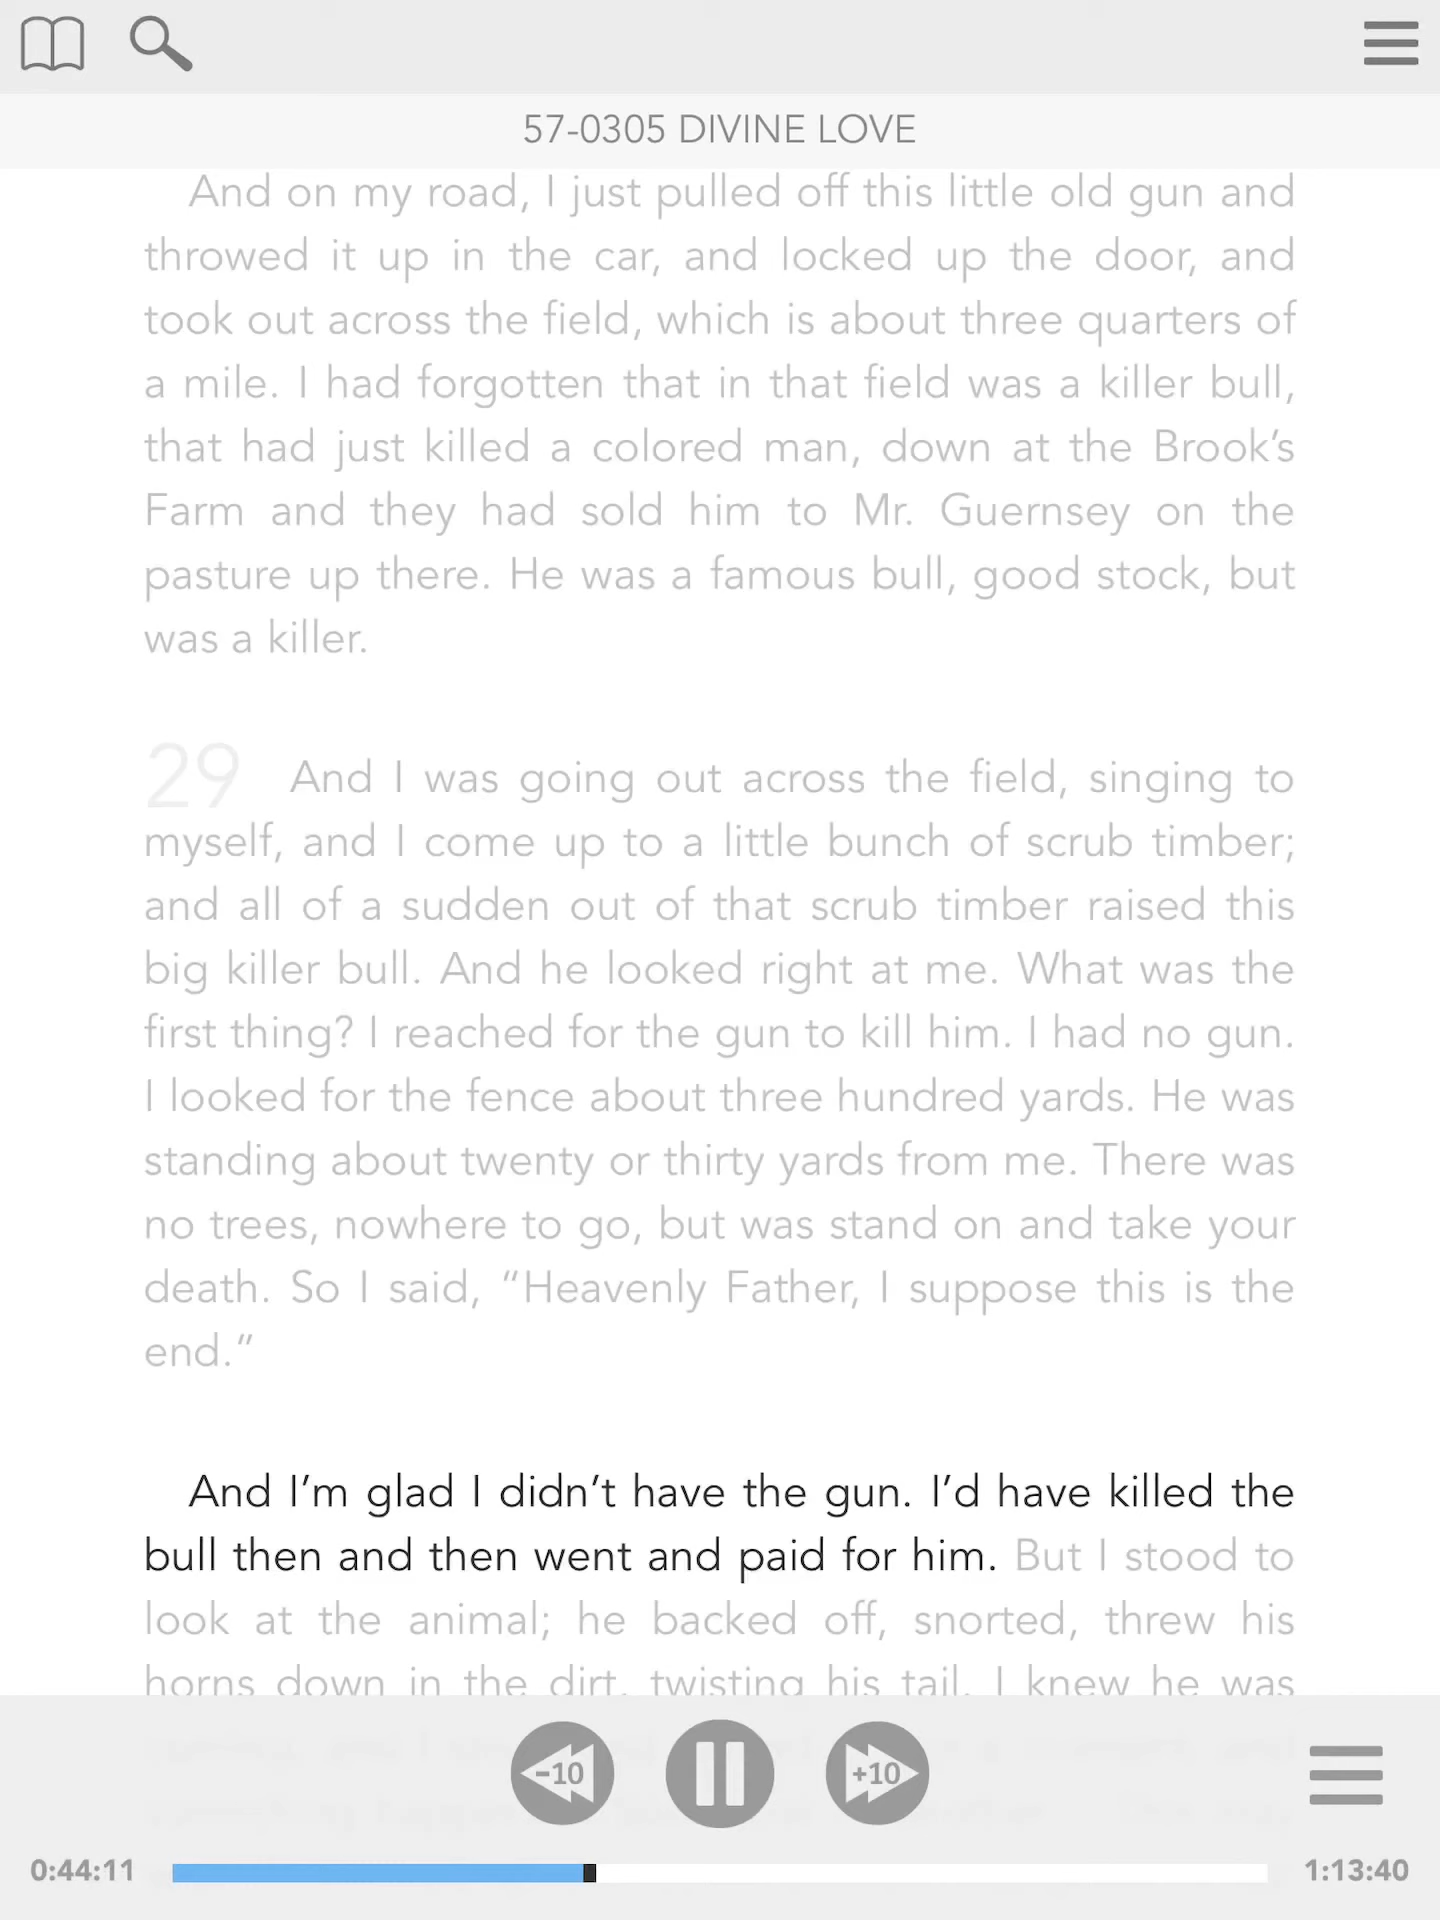 57-0305 DIVINE LOVE
And on my road, I just pulled off this little old gun and
throwed it up in the car, and locked up the door, and
took out across the field, which is about three quarters of
a mile. I had forgotten that in that field was a killer bull,
that had just killed a colored man, down at the Brook’s
Farm and they had sold him to Mr. Guernsey on the
pasture up there. He was a famous bull, good stock, but
was a killer.
29 And I was going out across the field, singing to
myself, and I come up to a little bunch of scrub timber;
and all of a sudden out of that scrub timber raised this
big killer bull. And he looked right at me. What was the
first thing? I reached for the gun to kill him. I had no gun.
I looked for the fence about three hundred yards. He was
standing about twenty or thirty yards from me. There was
no trees, nowhere to go, but was stand on and take your
death. So I said, “Heavenly Father, I suppose this is the
end.”
And I’m glad I didn’t have the gun. I’d have killed the
bull then and then went and paid for him. But I stood to
look at the animal; he backed off, snorted, threw his
horns down in the dirt, twisting his tail. I knew he was
-10
+10
0:44:11
1:13:40